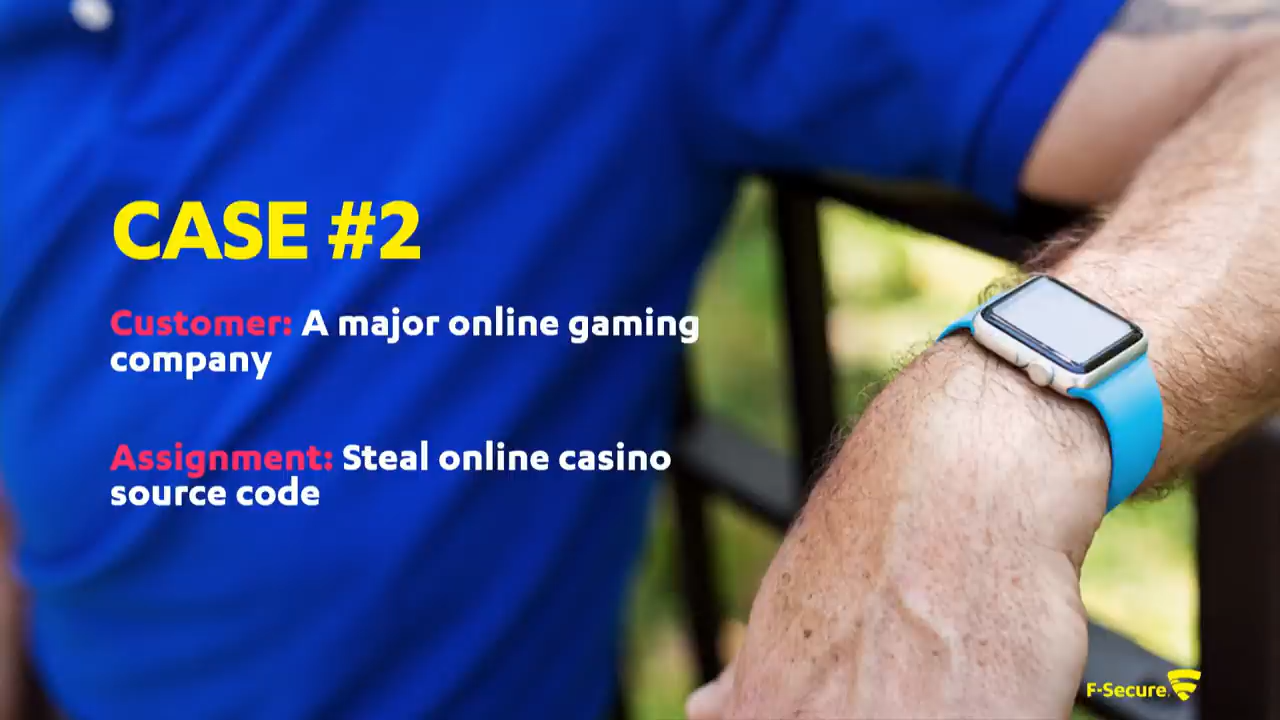 CASE #2
Customer: A major online gaming
company
Assignment: Steal online casino
source code
F-Secure.